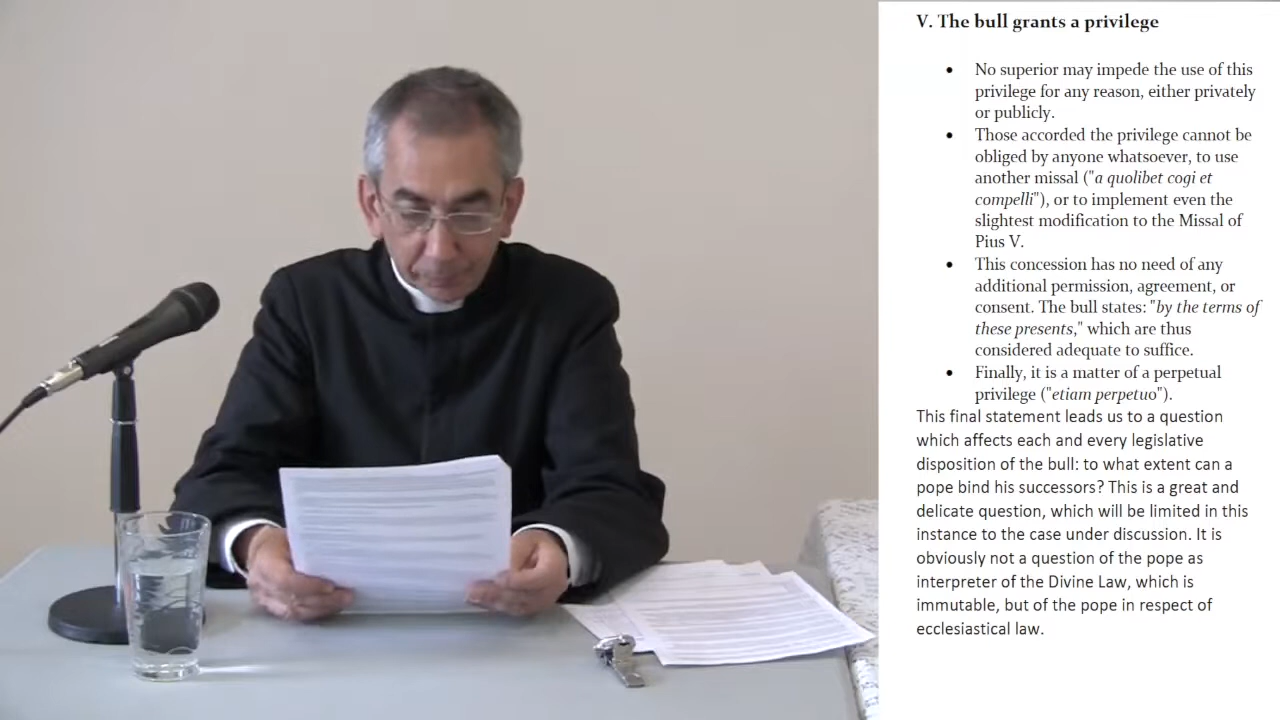 V. The bull grants a privilege
• No superior may impede the use of this
privilege for any reason, either privately
or publicly.
• Those accorded the privilege cannot be
obliged by anyone whatsoever, to use
another missal ("a quolibet cogi et
compelli"), or to implement even the
slightest modification to the Missal of
Pius V.
• This concession has no need of any
additional permission, agreement, or
consent. The bull states: "by the terms of
these presents," which are thus
considered adequate to suffice.
• Finally, it is a matter of a perpetual
privilege ("etiam perpetuo").
This final statement leads us to a question
which affects each and every legislative
disposition of the bull: to what extent can a
pope bind his successors? This is a great and
delicate question, which will be limited in this
instance to the case under discussion. It is
obviously not a question of the pope as
interpreter of the Divine Law, which is
immutable, but of the pope in respect of
ecclesiastical law.